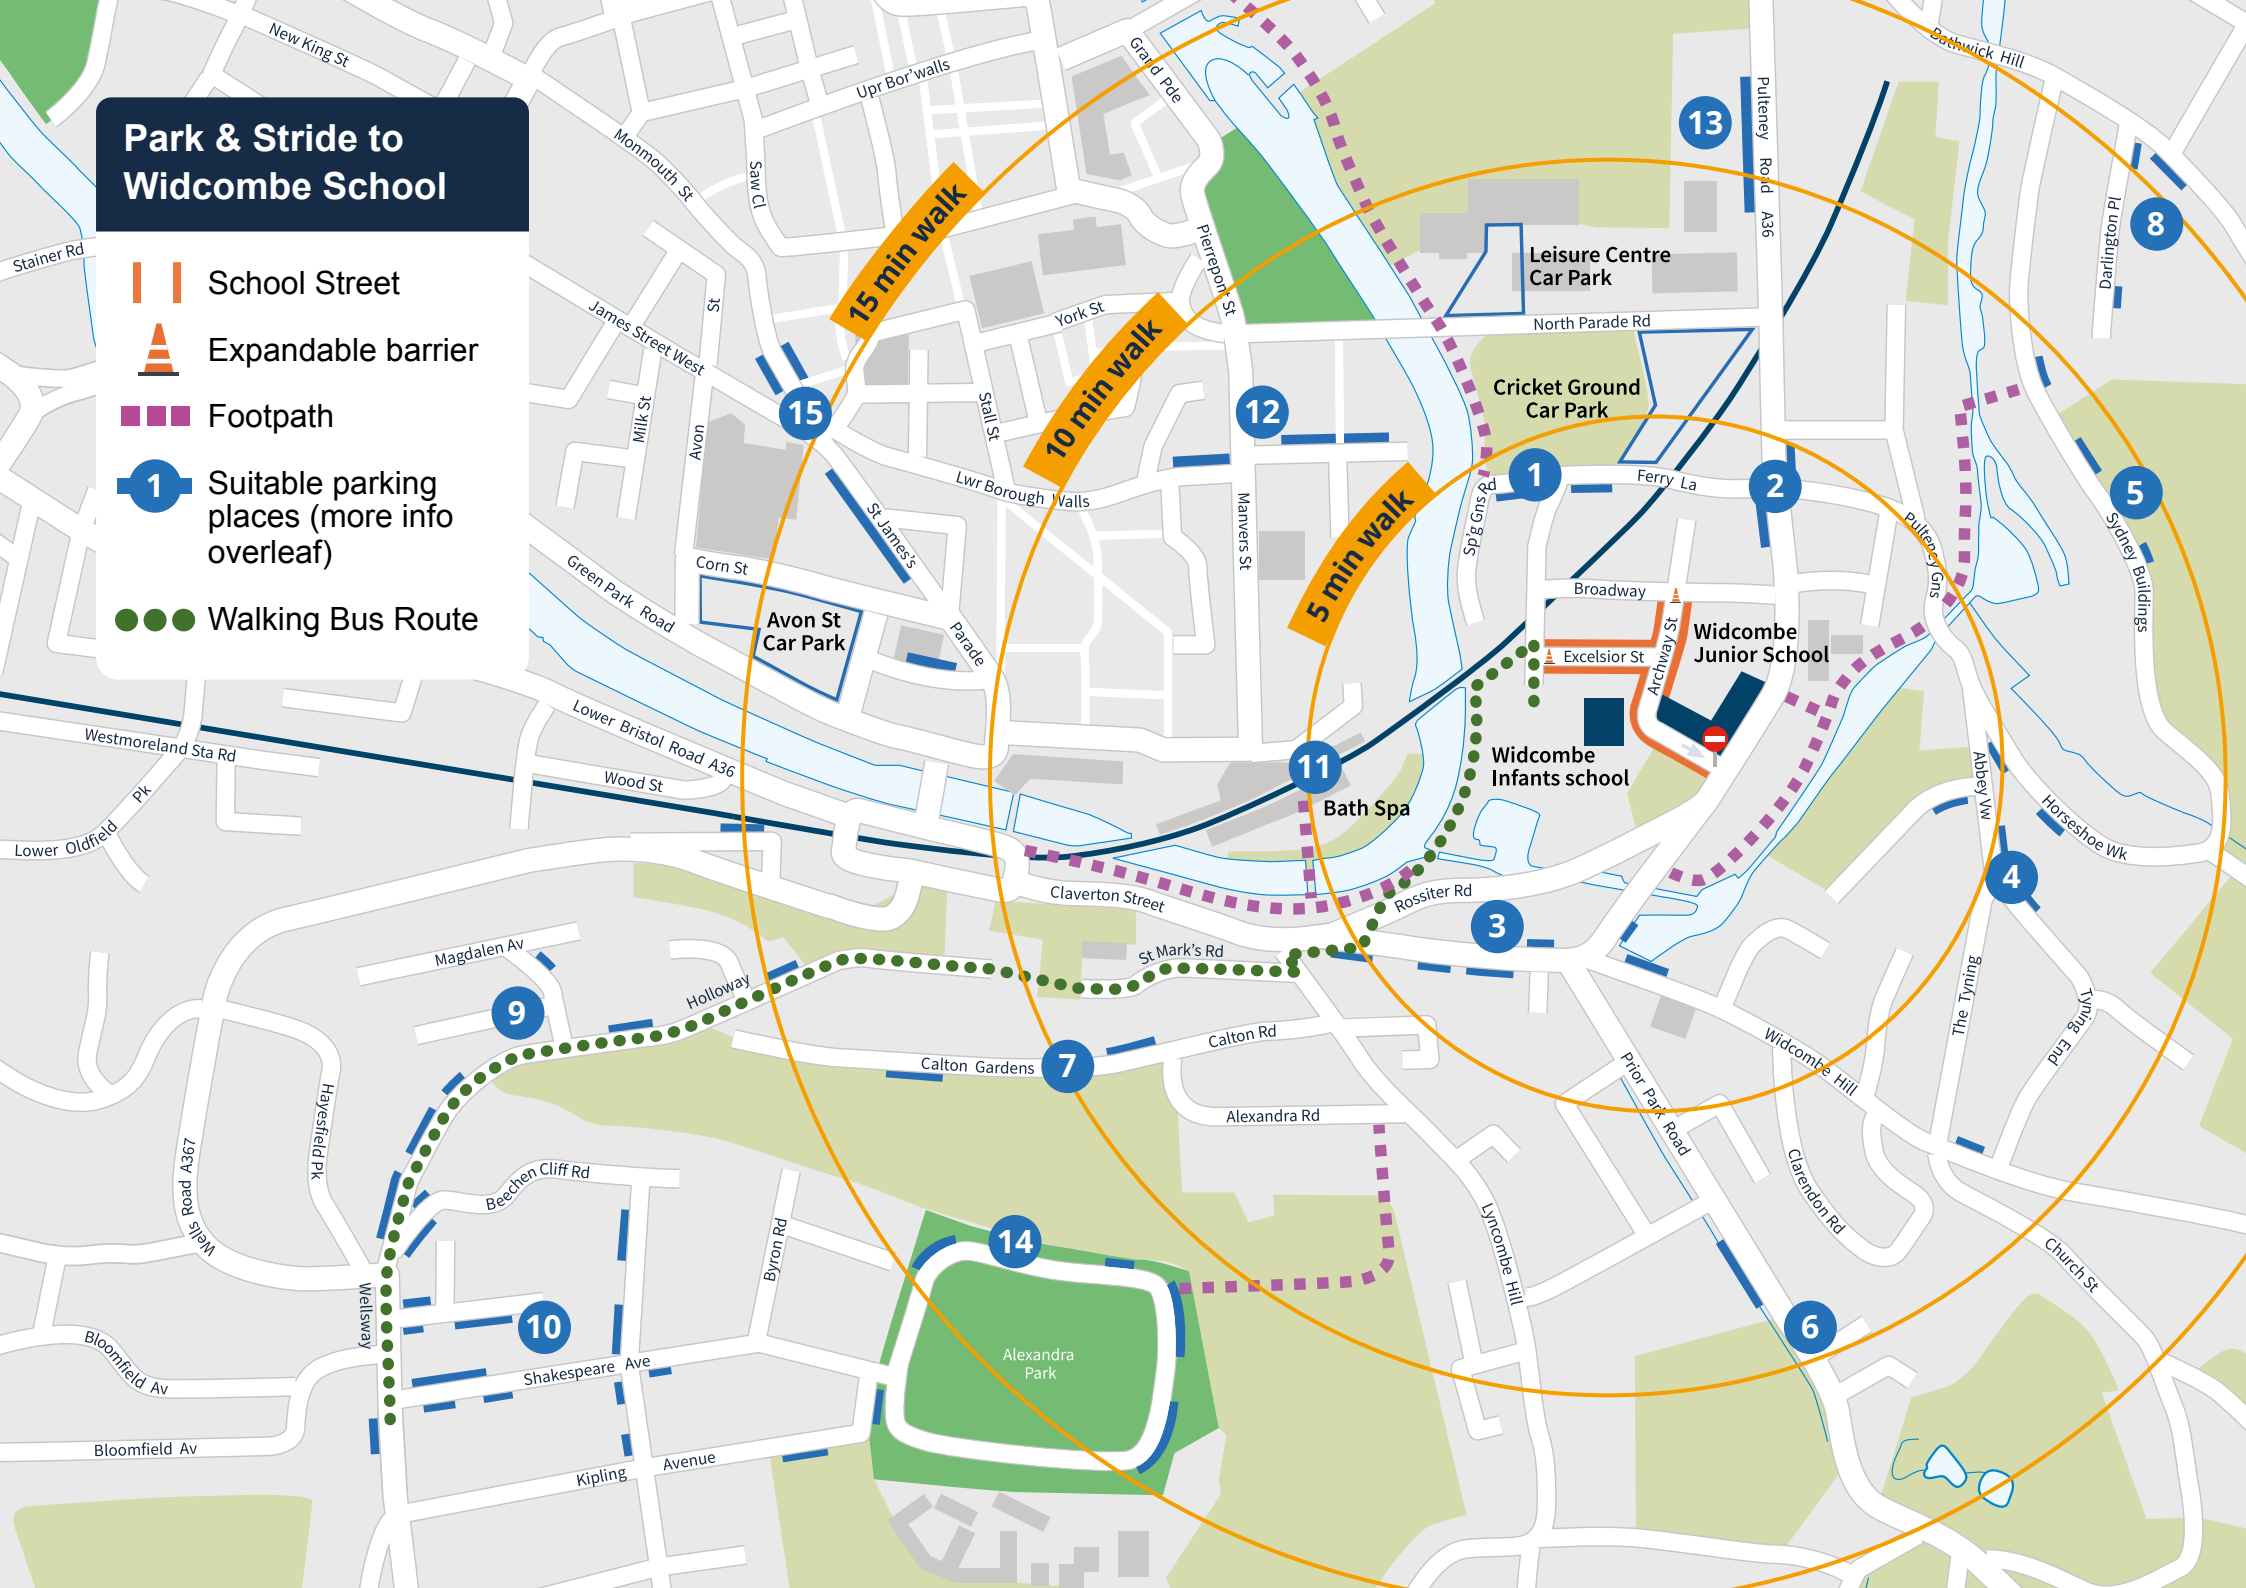 Park & Stride to
Widcombe School
School Street
Expandable barrier
Footpath
1
Suitable parking
places (more info
overleaf)
Walking Bus Route
New King St
Upr Bor'walls
Grand Pde
Monmouth St
Saw Cl
Stainer Rd
James Street West
Avon St
Milk St
York St
Pierrepont St
Stall St
Lwr Borough Walls
Manvers St
St James's Parade
Corn St
Green Park Road
Avon St
Car Park
15 min walk
10 min walk
5 min walk
15
12
13
Pulteney Road A36
Bathwick Hill
Darlington Pl
8
Leisure Centre
Car Park
North Parade Rd
Cricket Ground
Car Park
1
Sp'g Gns Rd
Ferry La
2
Pulteney Gns
5
Sydney Buildings
Broadway
Excelsior St
Archway St
Widcombe
Junior School
Widcombe
Infants school
11
Bath Spa
Abbey Vw
Horseshoe Wk
4
Lower Bristol Road A36
Westmoreland Sta Rd
Wood St
Lower Oldfield Pk
Claverton Street
Rossiter Rd
3
St Mark's Rd
Magdalen Av
9
Holloway
Calton Gardens
7
Calton Rd
Alexandra Rd
The Tyning
Tyning End
Widcombe Hill
Prior Park Road
Clarendon Rd
Church St
Lyncombe Hill
6
Hayesfield Pk
Wells Road A367
Wells
Beechen Cliff Rd
Byron Rd
14
Alexandra
Park
Wellsway
10
Shakespeare Ave
Bloomfield Av
Bloomfield Av
Kipling Avenue